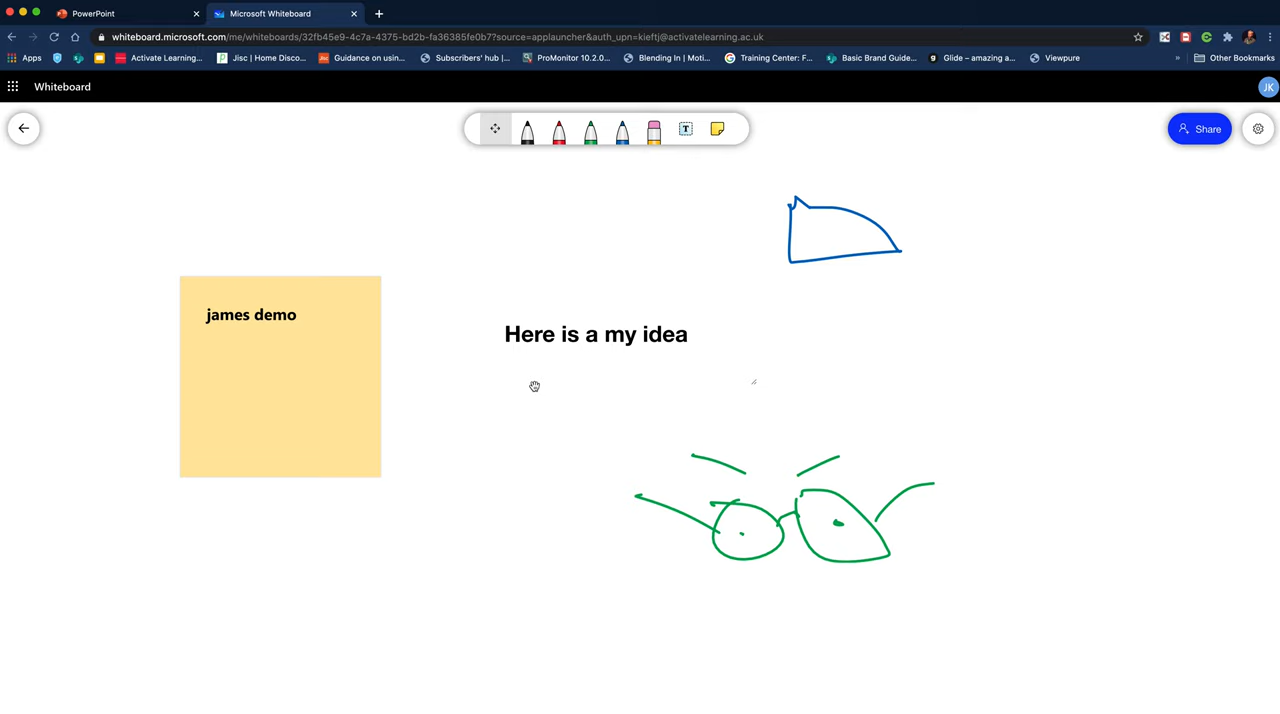 PowerPoint
Microsoft Whiteboard
whiteboard.microsoft.com/me/whiteboards/32fb45e9-4c7a-4375-bd2b-fa36385fe0b7?source=applauncher&auth_upn=kieftj@activatelearning.ac.uk
Apps
Activate Learning...
Jisc | Home | Disco...
Guidance on usin...
Subscribers' hub |...
ProMonitor 10.2.0...
Blending In | Moti...
Training Center: F...
Basic Brand Guide...
Glide – amazing a...
Viewpure
»
Other Bookmarks
Whiteboard
JK
T
Share
james demo
Here is a my idea